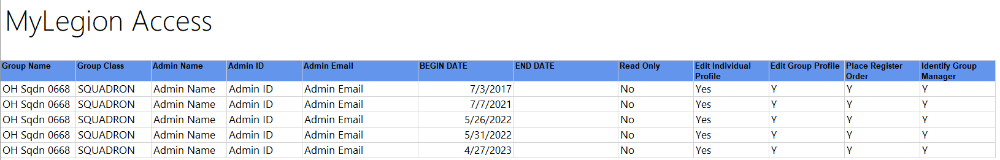 MyLegion Access
Group Name Group Class Admin Name Admin ID Admin Email BEGIN DATE END DATE Read Only Edit Individual Profile Edit Group Profile Place Register Order Identify Group Manager
OH Sqdn 0668 SQUADRON Admin Name Admin ID Admin Email 7/3/2017 No Yes Y Y Y
OH Sqdn 0668 SQUADRON Admin Name Admin ID Admin Email 7/7/2021 No Yes Y Y Y
OH Sqdn 0668 SQUADRON Admin Name Admin ID Admin Email 5/26/2022 No Yes Y Y Y
OH Sqdn 0668 SQUADRON Admin Name Admin ID Admin Email 5/31/2022 No Yes Y Y Y
OH Sqdn 0668 SQUADRON Admin Name Admin ID Admin Email 4/27/2023 No Yes Y Y Y